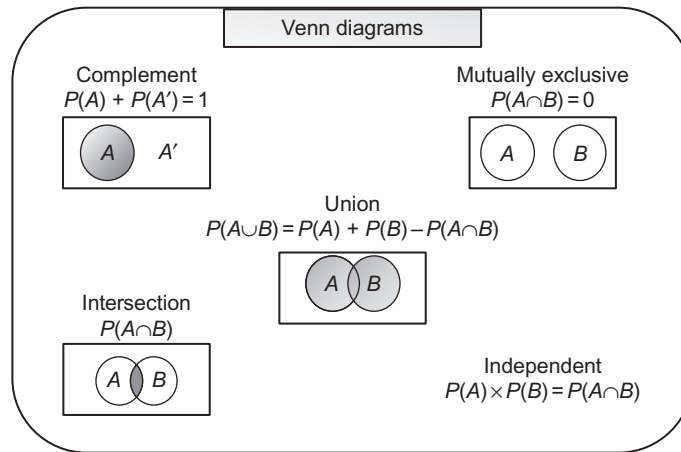 Venn diagrams
Complement
P(A) + P(A′) = 1
A A′
Mutually exclusive
P(A∩B) = 0
A B
Union
P(A∪B) = P(A) + P(B) – P(A∩B)
A B
Intersection
P(A∩B)
A B
Independent
P(A) × P(B) = P(A∩B)